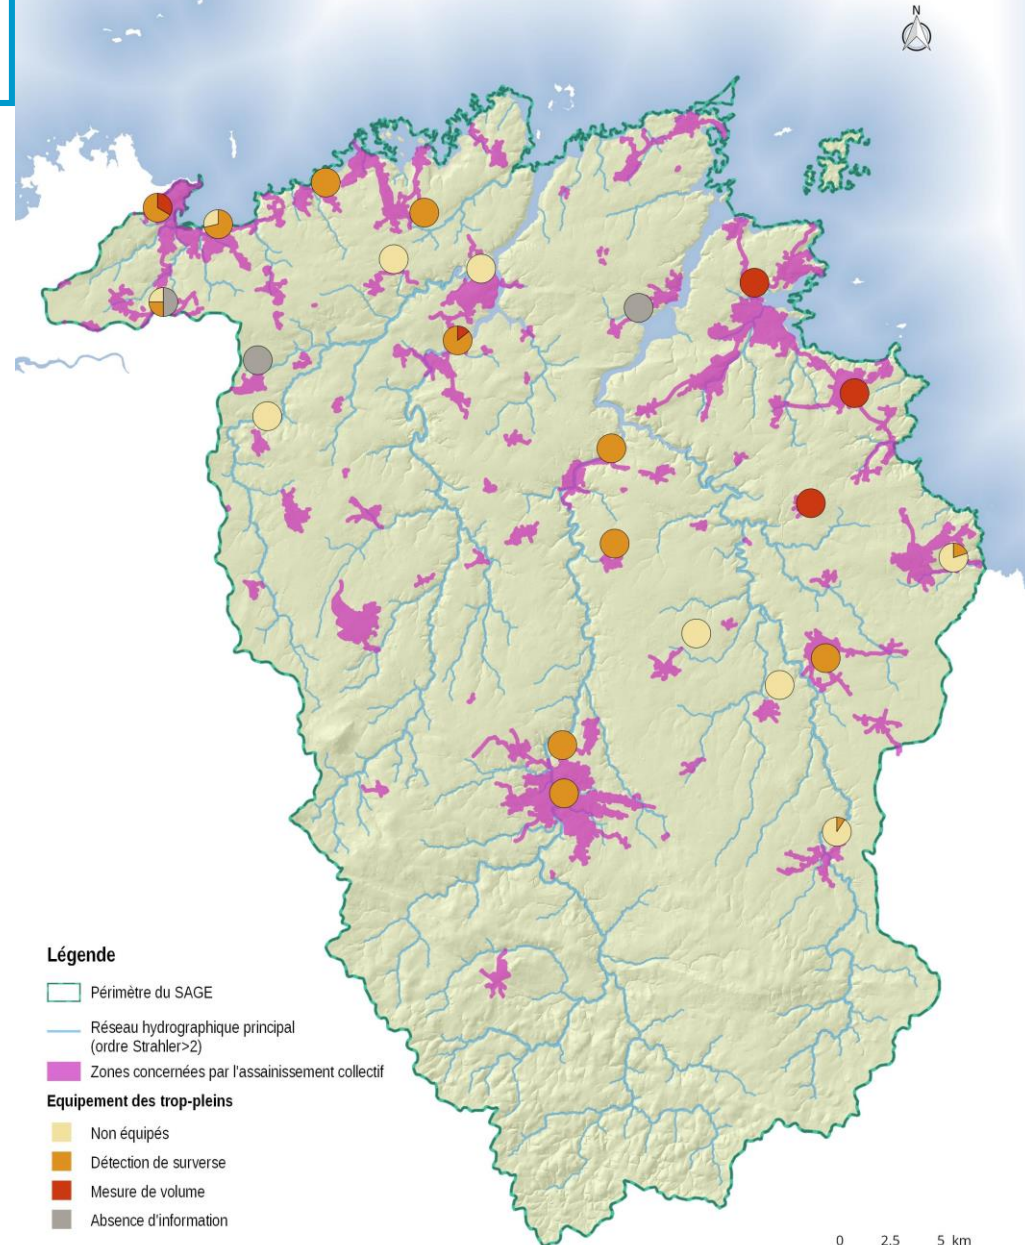 N
Légende
Périmètre du SAGE
Réseau hydrographique principal
(ordre Strahler>2)
Zones concernées par l'assainissement collectif
Equipement des trop-pleins
Non équipés
Détection de surverse
Mesure de volume
Absence d'information
0 2.5 5 km